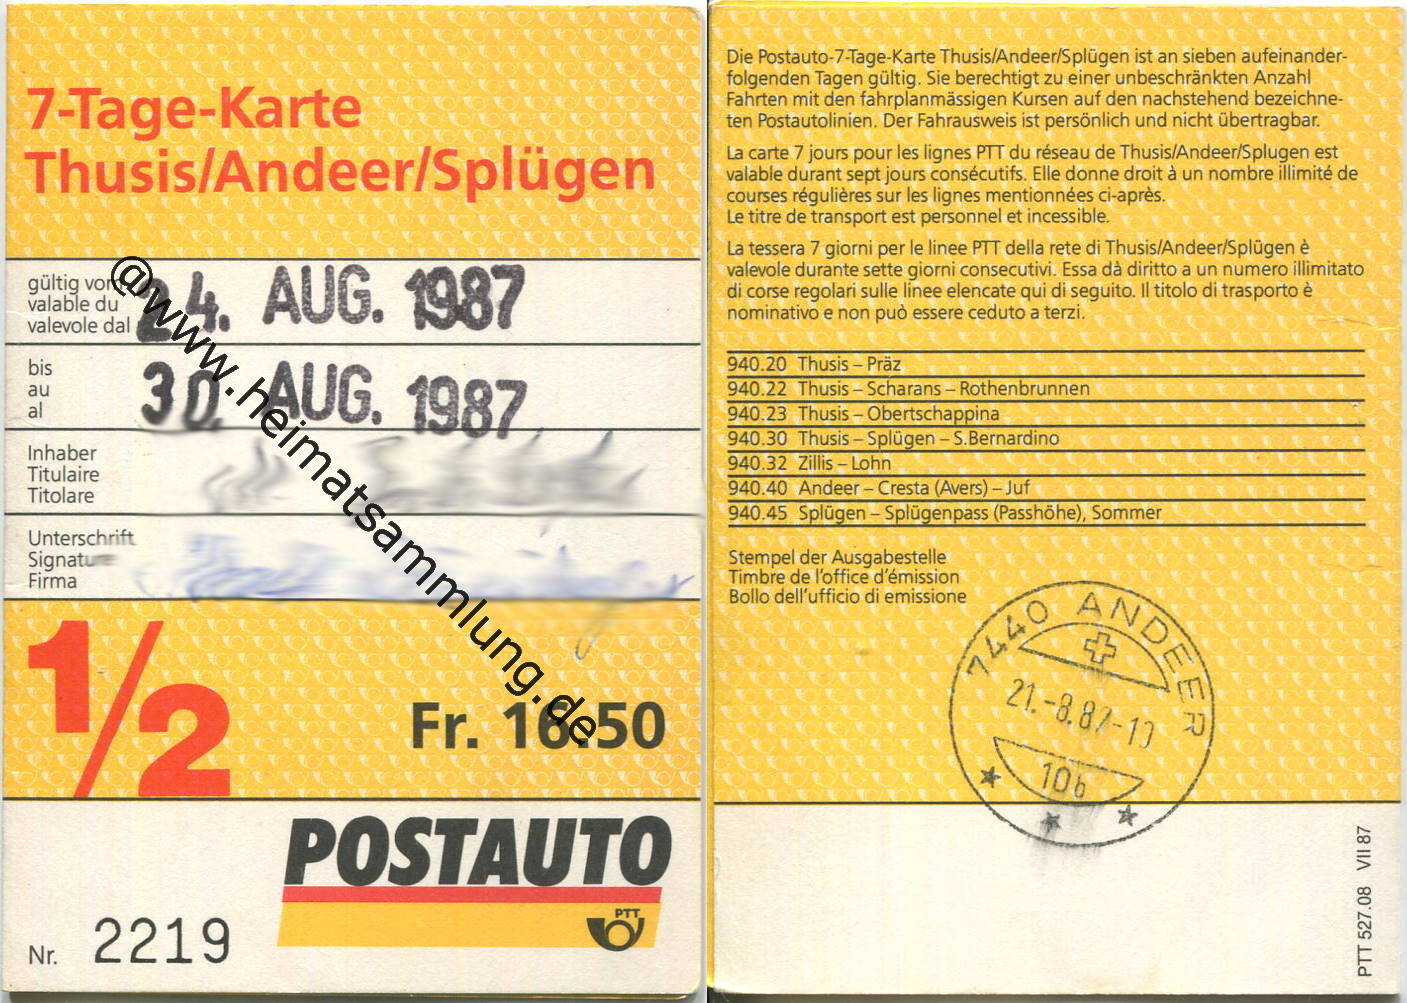 7-Tage-Karte
Thusis/Andeer/Splügen
gültig von
valable du
valevole dal
24. AUG. 1987
bis
au
al
30. AUG. 1987
Inhaber
Titulaire
Titolare
Unterschrift
Signature
Firma
1/2
Fr. 16.50
POSTAUTO
PTT
Nr. 2219
@www.heimatsammlung.de
Die Postauto-7-Tage-Karte Thusis/Andeer/Splügen ist an sieben aufeinander-
folgenden Tagen gültig. Sie berechtigt zu einer unbeschränkten Anzahl
Fahrten mit den fahrplanmässigen Kursen auf den nachstehend bezeichne-
ten Postautolinien. Der Fahrausweis ist persönlich und nicht übertragbar.
La carte 7 jours pour les lignes PTT du réseau de Thusis/Andeer/Splugen est
valable durant sept jours consécutifs. Elle donne droit à un nombre illimité de
courses régulières sur les lignes mentionnées ci-après.
Le titre de transport est personnel et incessible.
La tessera 7 giorni per le linee PTT della rete di Thusis/Andeer/Splügen è
valevole durante sette giorni consecutivi. Essa dà diritto a un numero illimitato
di corse regolari sulle linee elencate qui di seguito. Il titolo di trasporto è
nominativo e non può essere ceduto a terzi.
940.20 Thusis – Präz
940.22 Thusis – Scharans – Rothenbrunnen
940.23 Thusis – Obertschappina
940.30 Thusis – Splügen – S.Bernardino
940.32 Zillis – Lohn
940.40 Andeer – Cresta (Avers) – Juf
940.45 Splügen – Splügenpass (Passhöhe), Sommer
Stempel der Ausgabestelle
Timbre de l'office d'émission
Bollo dell'ufficio di emissione
7440 ANDEER
21.-8.87-10
10b
PTT 527.08 VII 87